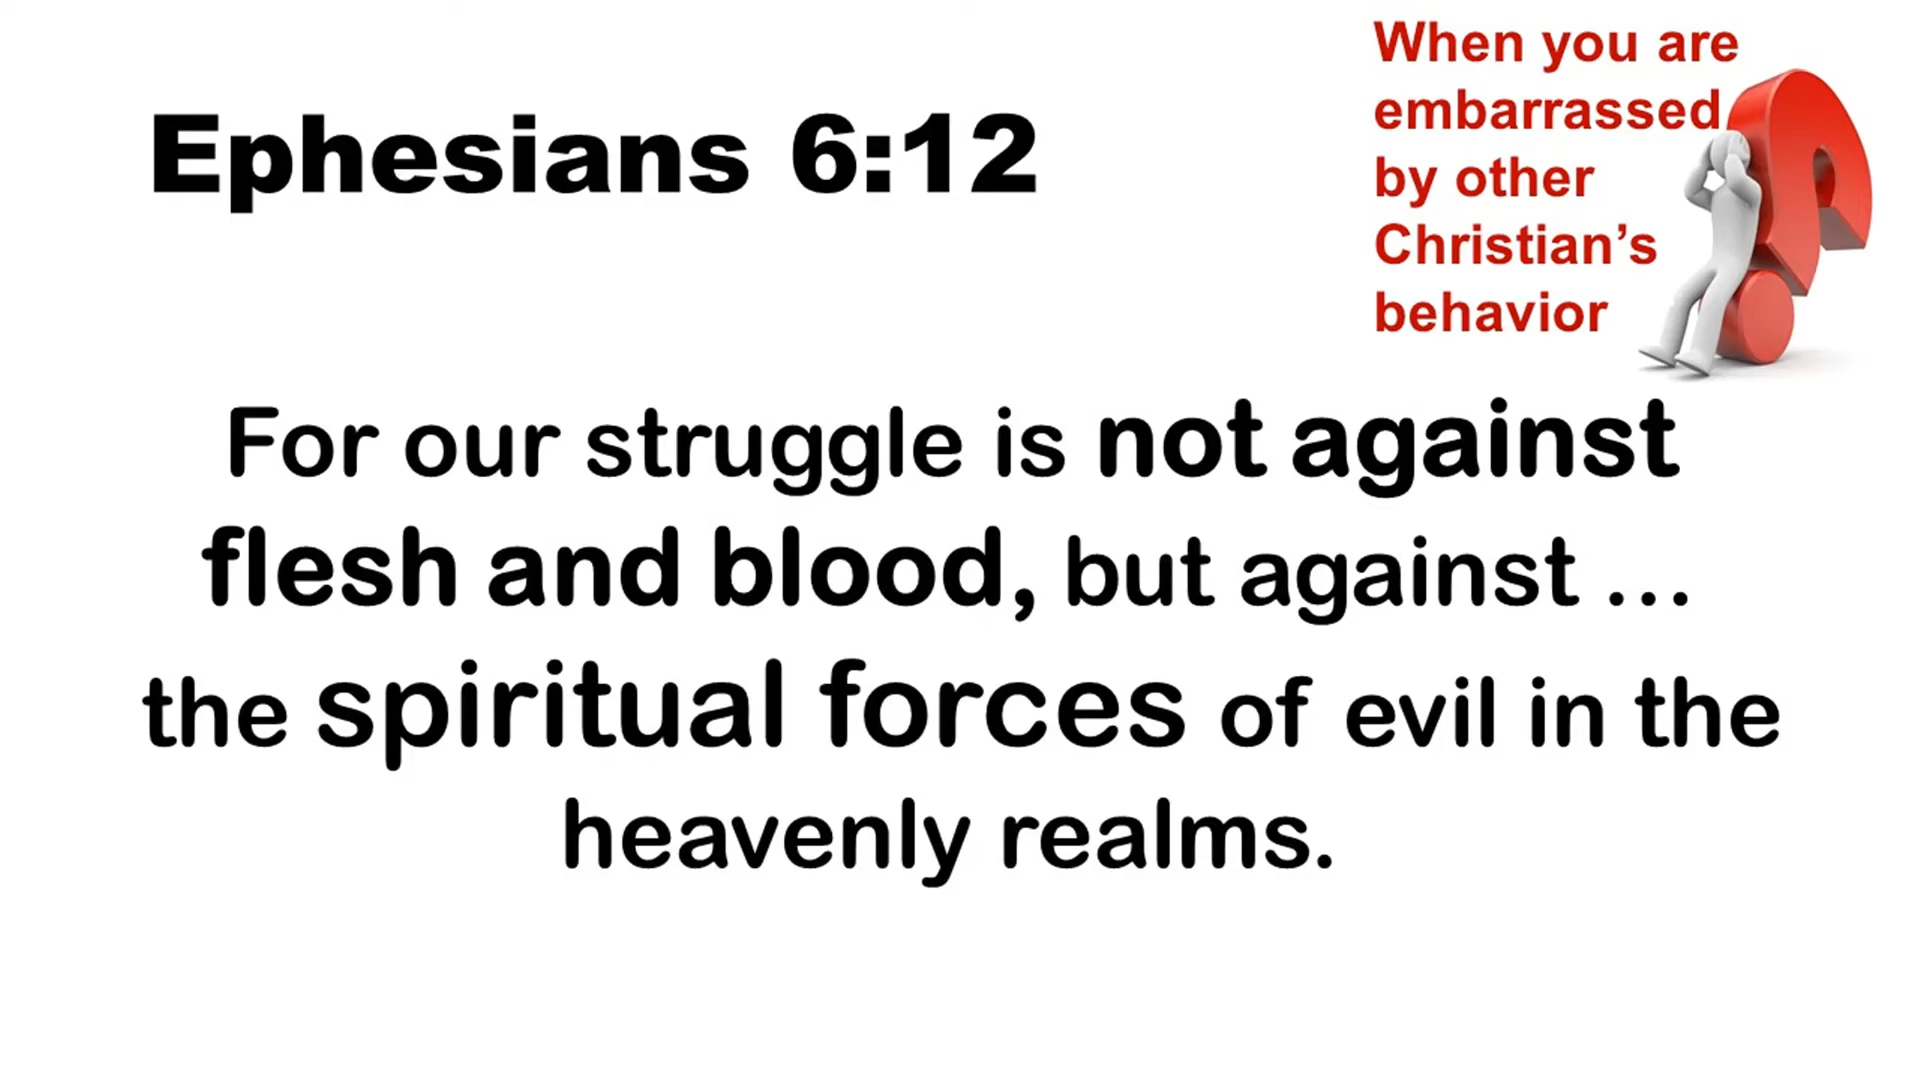 Ephesians 6:12
When you are
embarrassed
by other
Christian’s
behavior
For our struggle is not against
flesh and blood, but against …
the spiritual forces of evil in the
heavenly realms.